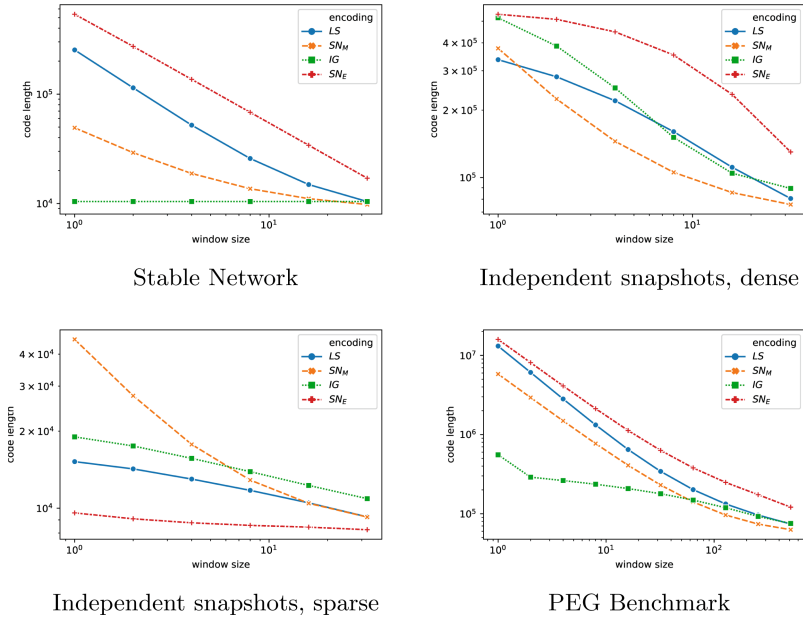 encoding
LS
SN_M
IG
SN_E
code length
10^5
10^4
10^0
10^1
window size
Stable Network
encoding
LS
SN_M
IG
SN_E
code length
4 × 10^5
3 × 10^5
2 × 10^5
10^5
10^0
10^1
window size
Independent snapshots, dense
encoding
LS
SN_M
IG
SN_E
code length
4 × 10^4
3 × 10^4
2 × 10^4
10^4
10^0
10^1
window size
Independent snapshots, sparse
encoding
LS
SN_M
IG
SN_E
code length
10^7
10^6
10^5
10^0
10^1
10^2
window size
PEG Benchmark